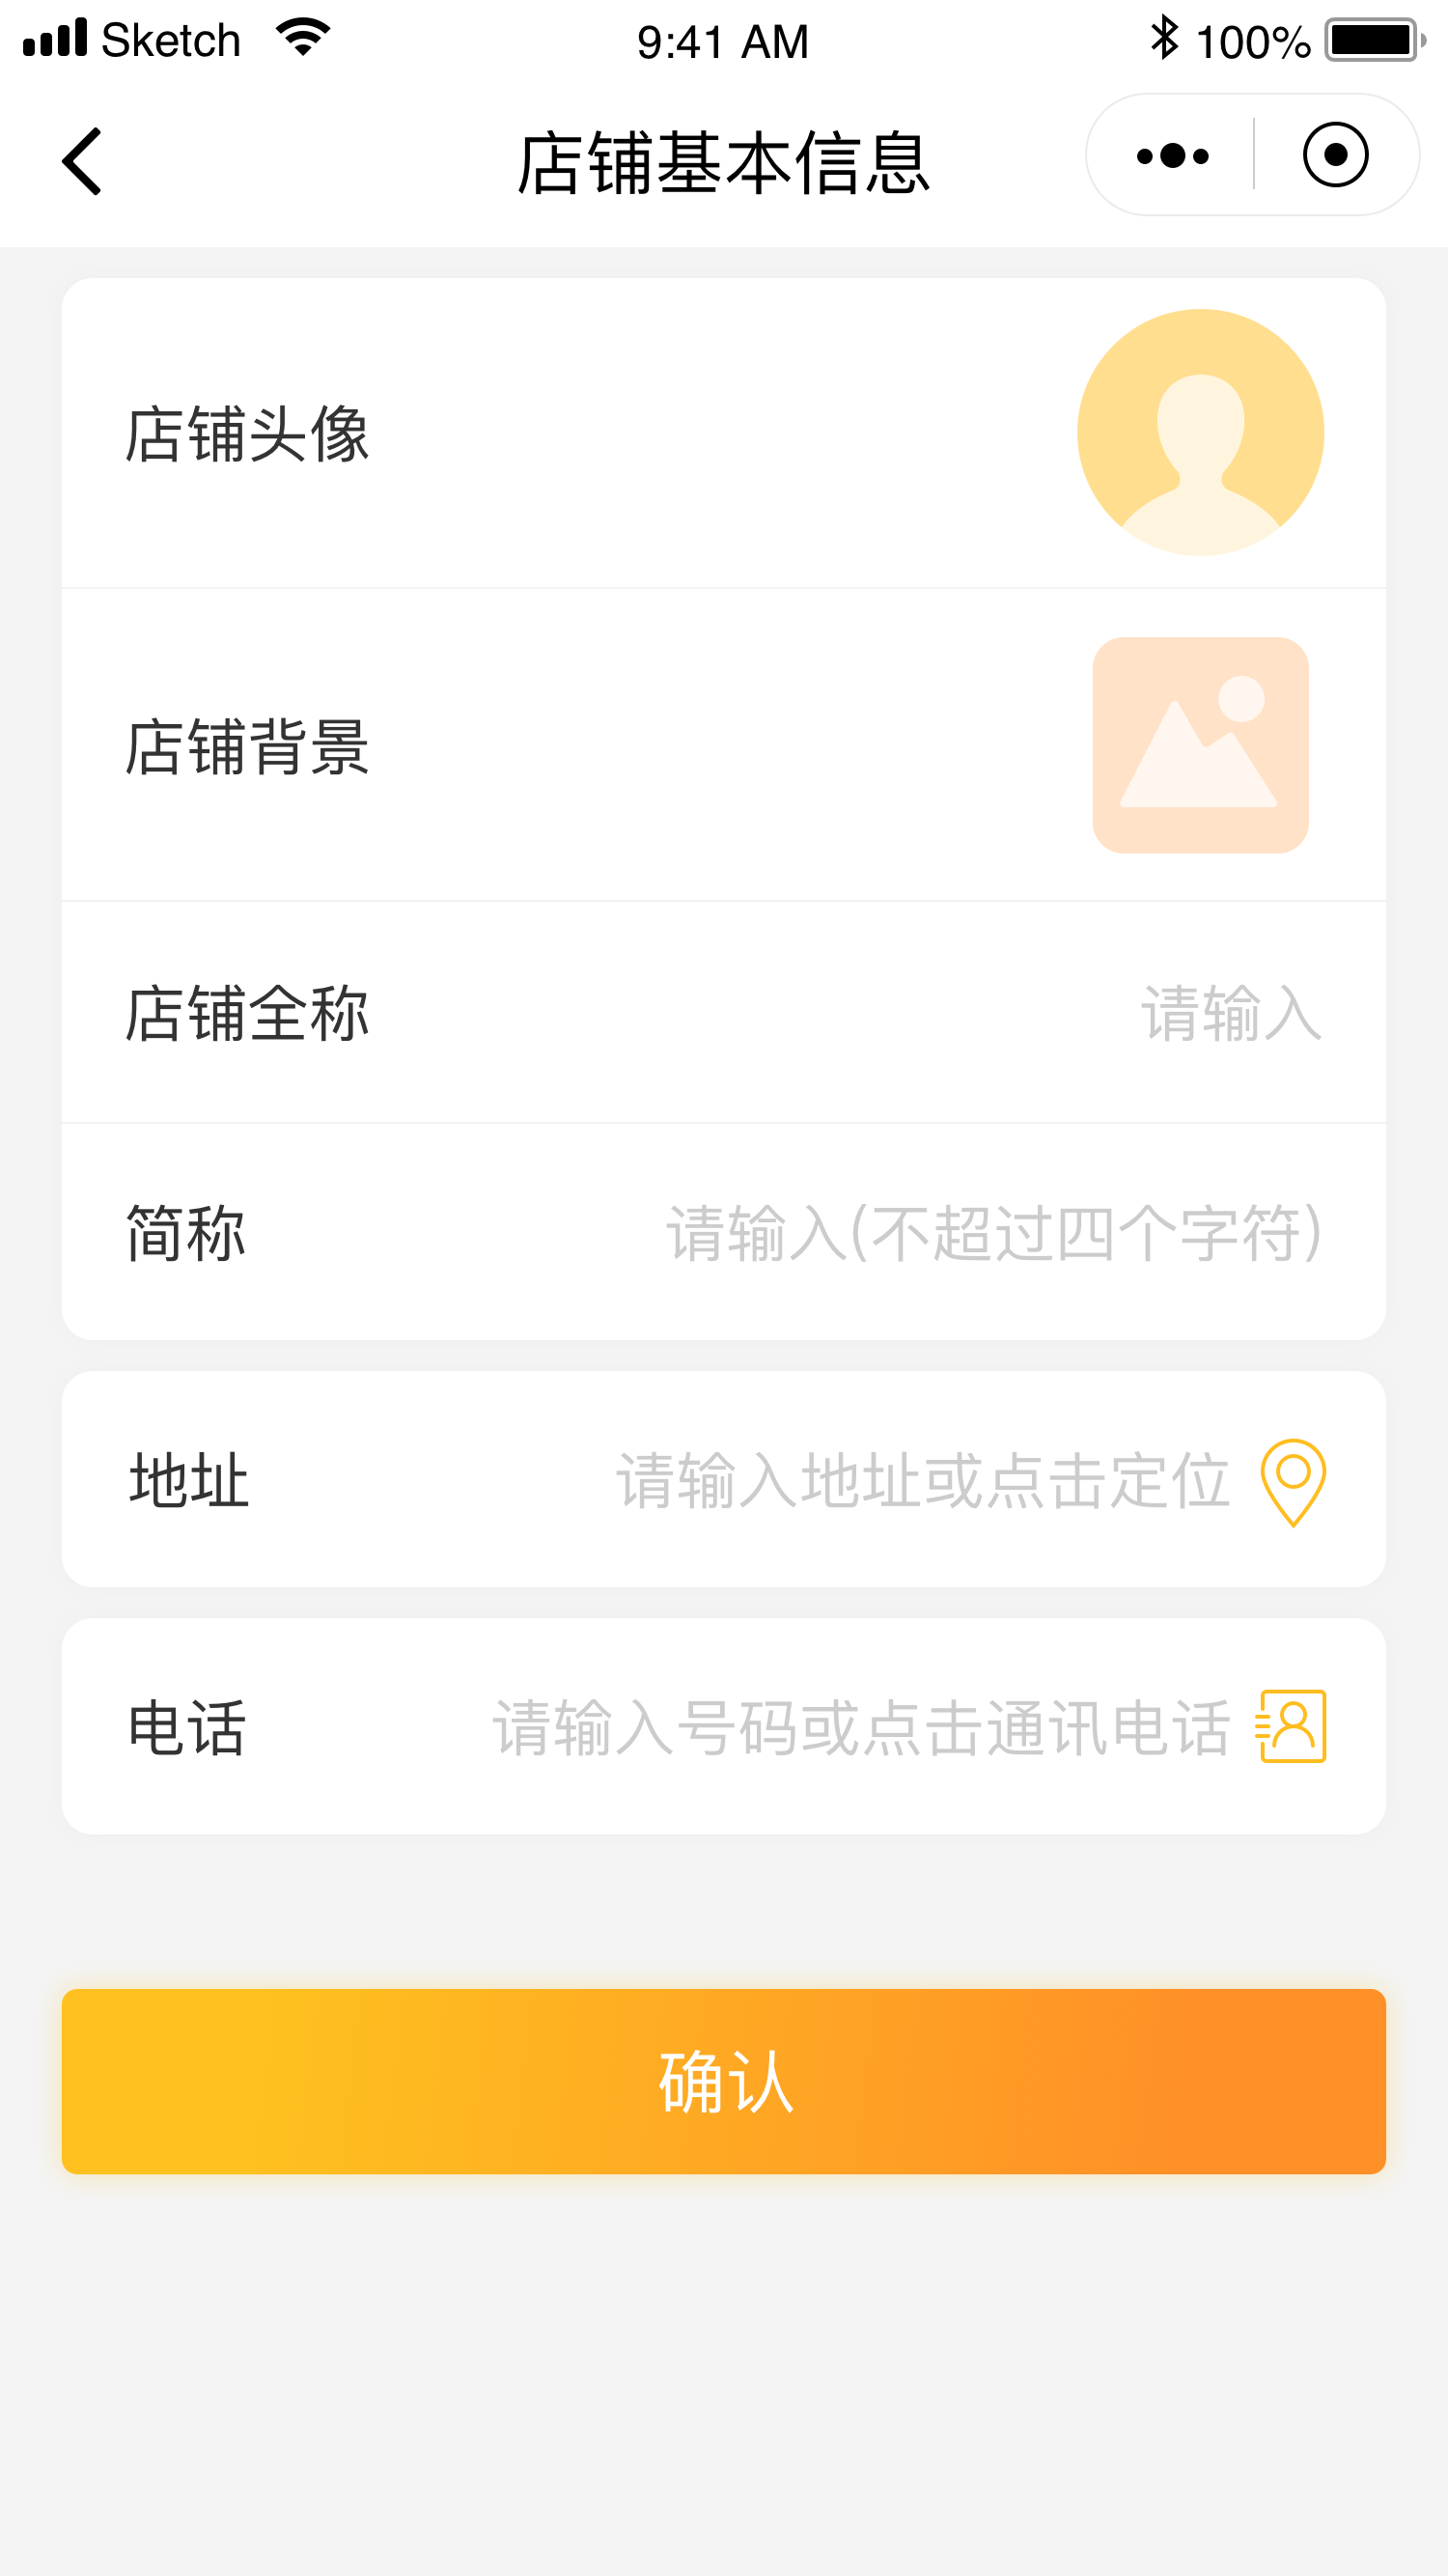 Sketch 9:41 AM 100%
店铺基本信息
店铺头像
店铺背景
店铺全称 请输入
简称 请输入(不超过四个字符)
地址 请输入地址或点击定位
电话 请输入号码或点击通讯电话
确认